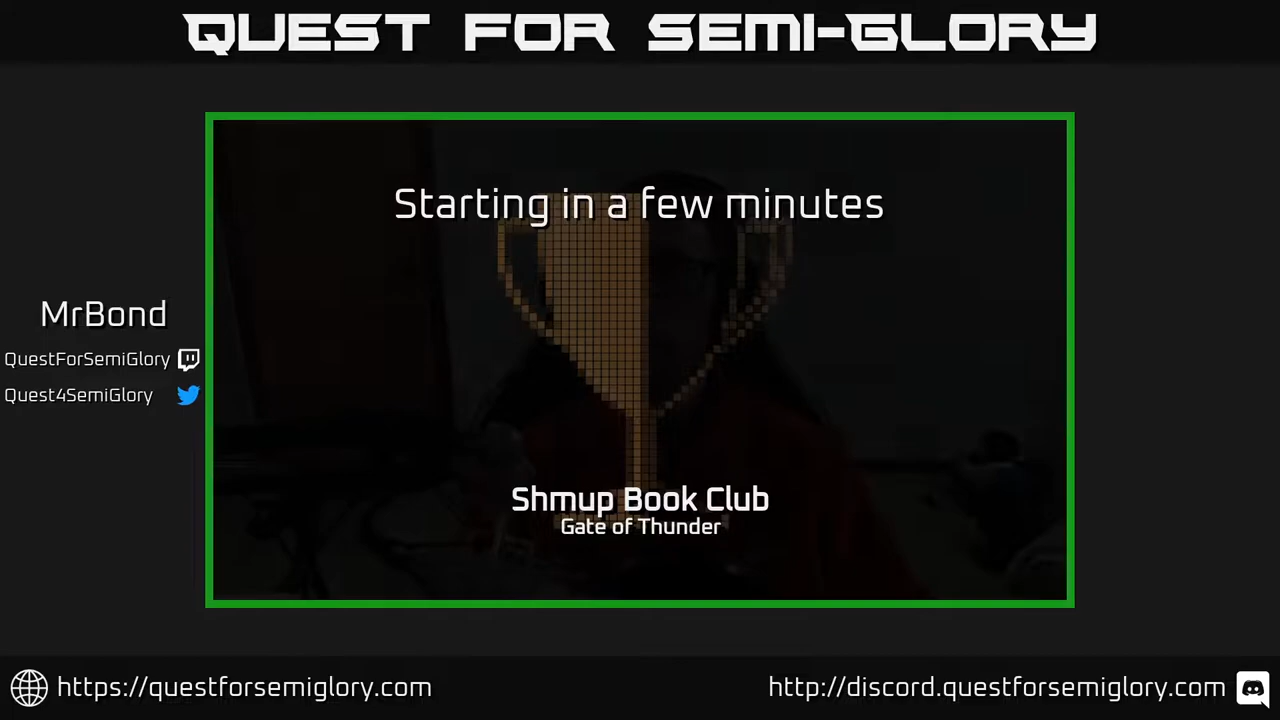 QUEST FOR SEMI-GLORY
Starting in a few minutes
MrBond
QuestForSemiGlory
Quest4SemiGlory
Shmup Book Club
Gate of Thunder
https://questforsemiglory.com
http://discord.questforsemiglory.com